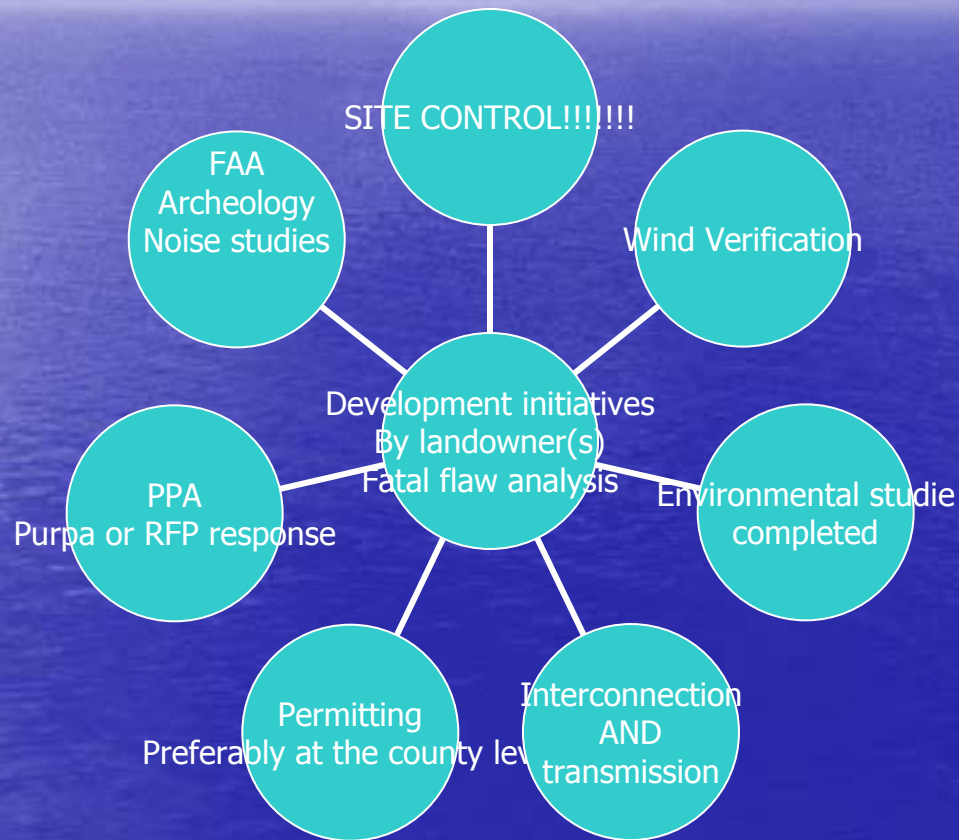 SITE CONTROL!!!!!!!
Wind Verification
Environmental studie
completed
Interconnection
AND
transmission
Permitting
Preferably at the county lev
PPA
Purpa or RFP response
FAA
Archeology
Noise studies
Development initiatives
By landowner(s)
Fatal flaw analysis